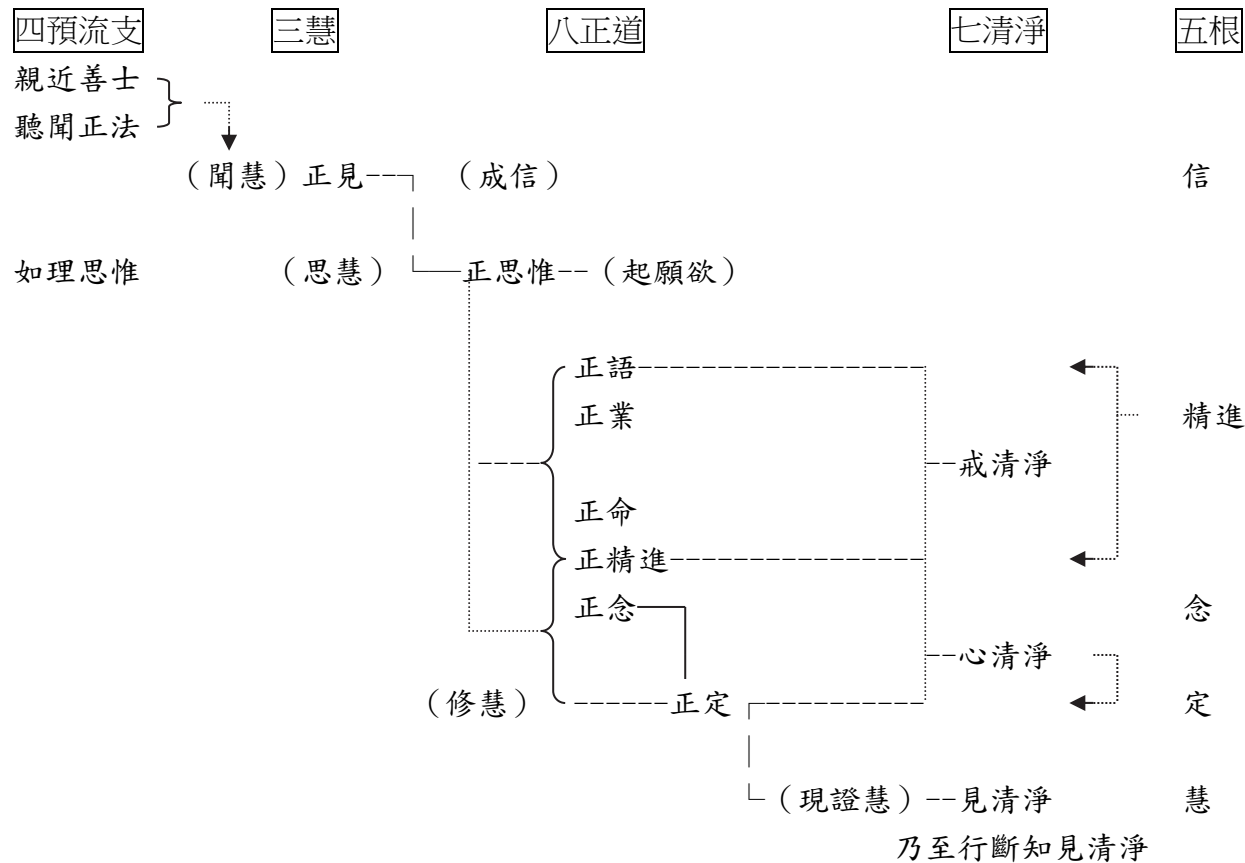 四預流支 三慧 八正道 七清淨 五根
親近善士
聽聞正法
（聞慧）正見 （成信） 信
如理思惟 （思慧） 正思惟--（起願欲）
正語
正業 精進
戒清淨
正命
正精進
正念 念
心清淨
（修慧） 正定 定
（現證慧）--見清淨 慧
乃至行斷知見清淨